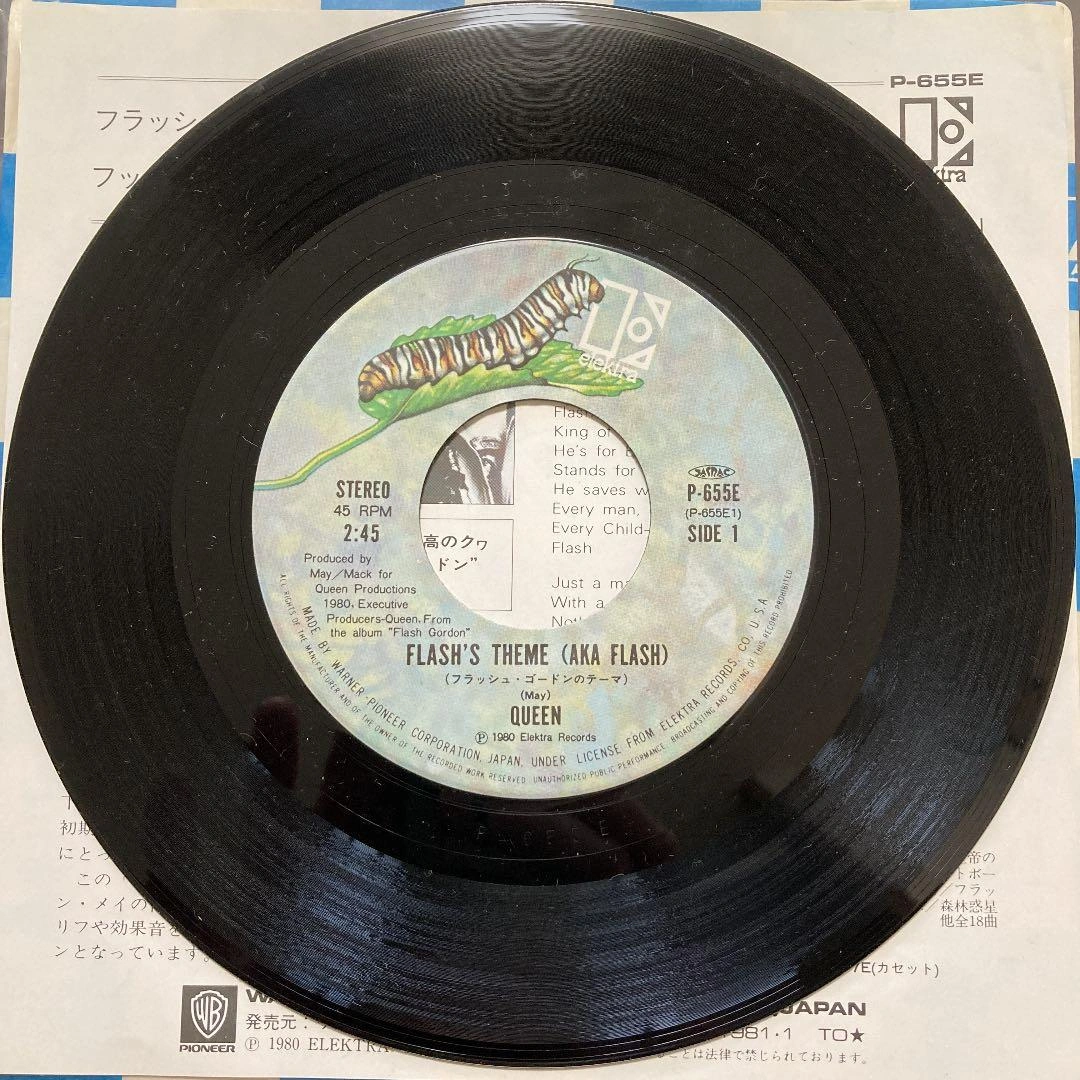 P-655E
フラッシ
フッ
elektra
Flash
King of
He's for
Stands for
He saves w
Every man,
Every Child-
Flash
Just a ma
With a
高のクヮ
ドン”
STEREO
45 RPM
2:45
JASRAC
P-655E
(P-655E1)
SIDE 1
Produced by
May/Mack for
Queen Productions
1980, Executive
Producers-Queen, From
the album "Flash Gordon"
FLASH'S THEME (AKA FLASH)
(フラッシュ・ゴードンのテーマ)
(May)
QUEEN
Ⓟ 1980 Elektra Records
MADE BY WARNER-PIONEER CORPORATION, JAPAN, UNDER LICENSE FROM ELEKTRA RECORDS, CO, U.S.A
ALL RIGHTS OF THE MANUFACTURER AND OF THE OWNER OF THE RECORDED WORK RESERVED. UNAUTHORIZED PUBLIC PERFORMANCE, BROADCASTING AND COPYING OF THIS RECORD PROHIBITED
初期
にとっ
この
ン・メイの
リフや効果音を
ンとなっています。
帝の
トボー
/フラッ
森林惑星
他全18曲
7E(カセット)
WB
PIONEER
WA
JAPAN
発売元：
981・1 TO★
Ⓟ 1980 ELEKTRA
ことは法律で禁じられております。